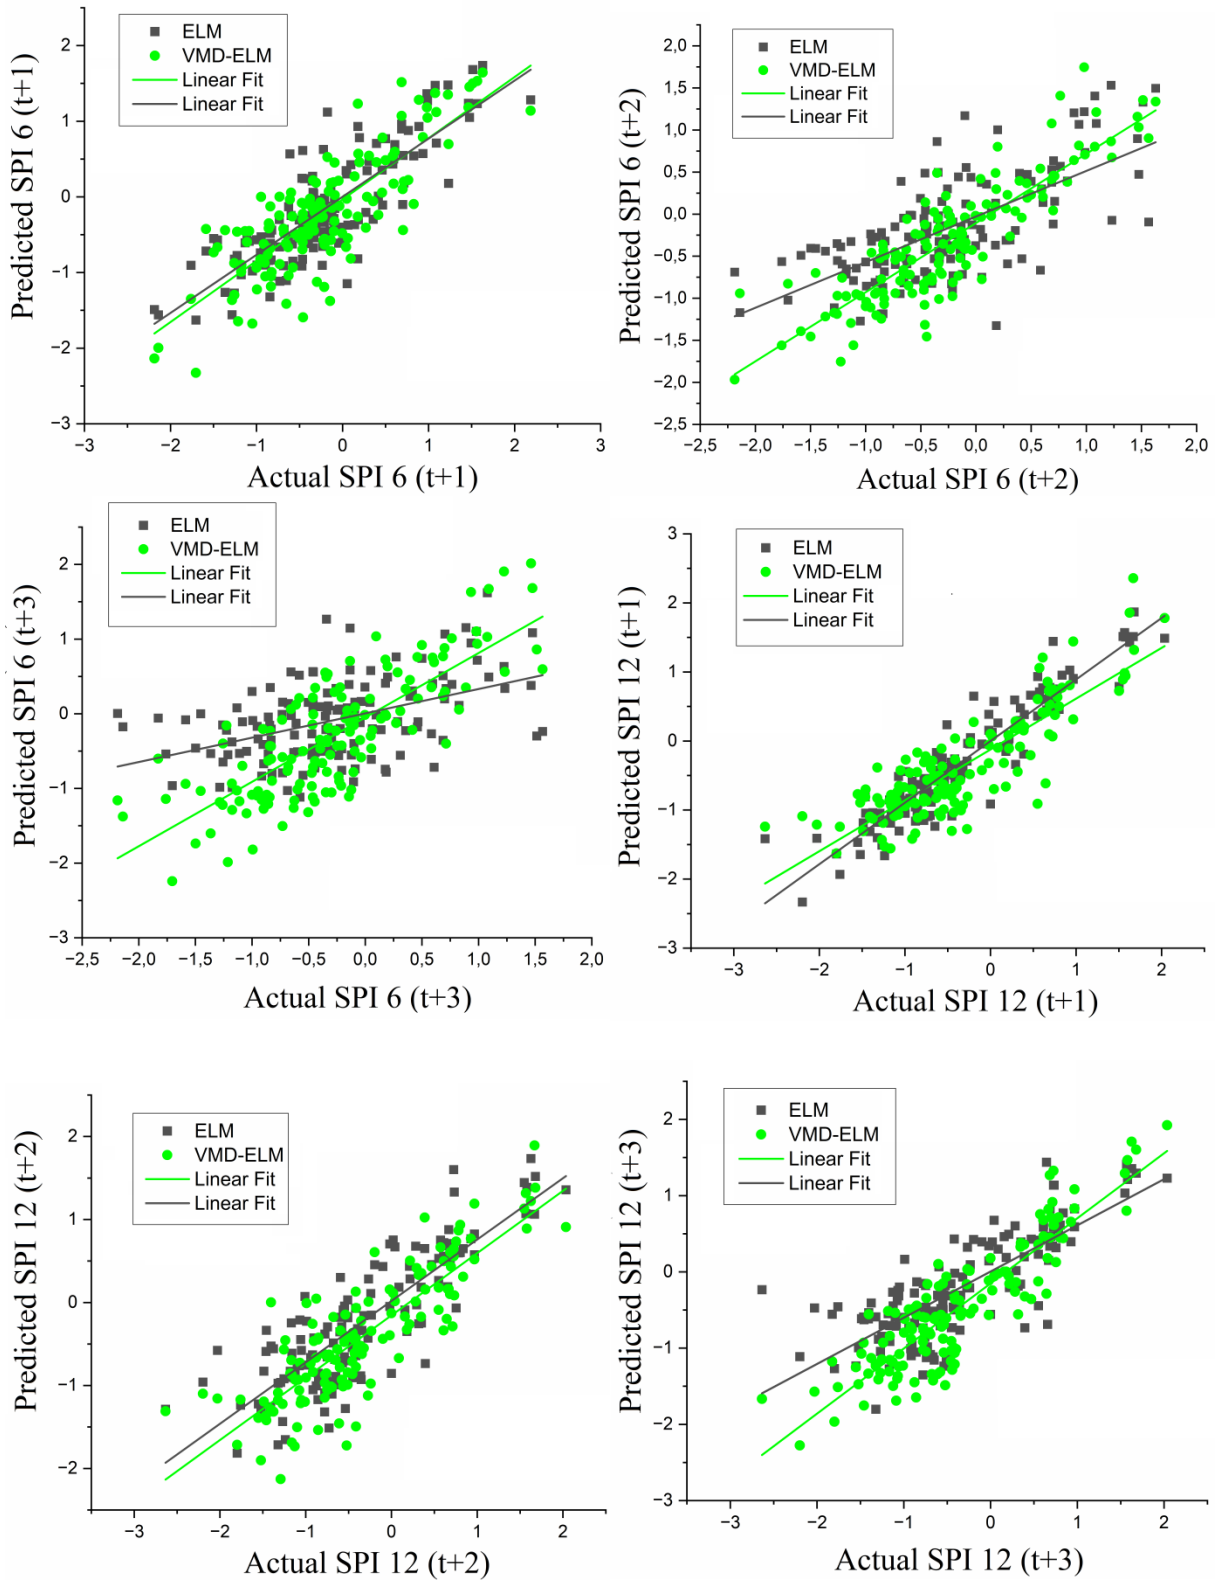 ELM
VMD-ELM
Linear Fit
Linear Fit
2
1
0
−1
−2
−3
−3
−2
−1
0
1
2
3
Predicted SPI 6 (t+1)
Actual SPI 6 (t+1)
ELM
VMD-ELM
Linear Fit
Linear Fit
2,0
1,5
1,0
0,5
0,0
−0,5
−1,0
−1,5
−2,0
−2,5
−2,5
−2,0
−1,5
−1,0
−0,5
0,0
0,5
1,0
1,5
2,0
Predicted SPI 6 (t+2)
Actual SPI 6 (t+2)
ELM
VMD-ELM
Linear Fit
Linear Fit
2
1
0
−1
−2
−3
−2,5
−2,0
−1,5
−1,0
−0,5
0,0
0,5
1,0
1,5
2,0
Predicted SPI 6 (t+3)
Actual SPI 6 (t+3)
ELM
VMD-ELM
Linear Fit
Linear Fit
3
2
1
0
−1
−2
−3
−3
−2
−1
0
1
2
Predicted SPI 12 (t+1)
Actual SPI 12 (t+1)
ELM
VMD-ELM
Linear Fit
Linear Fit
2
1
0
−1
−2
−3
−2
−1
0
1
2
Predicted SPI 12 (t+2)
Actual SPI 12 (t+2)
ELM
VMD-ELM
Linear Fit
Linear Fit
2
1
0
−1
−2
−3
−3
−2
−1
0
1
2
Predicted SPI 12 (t+3)
Actual SPI 12 (t+3)